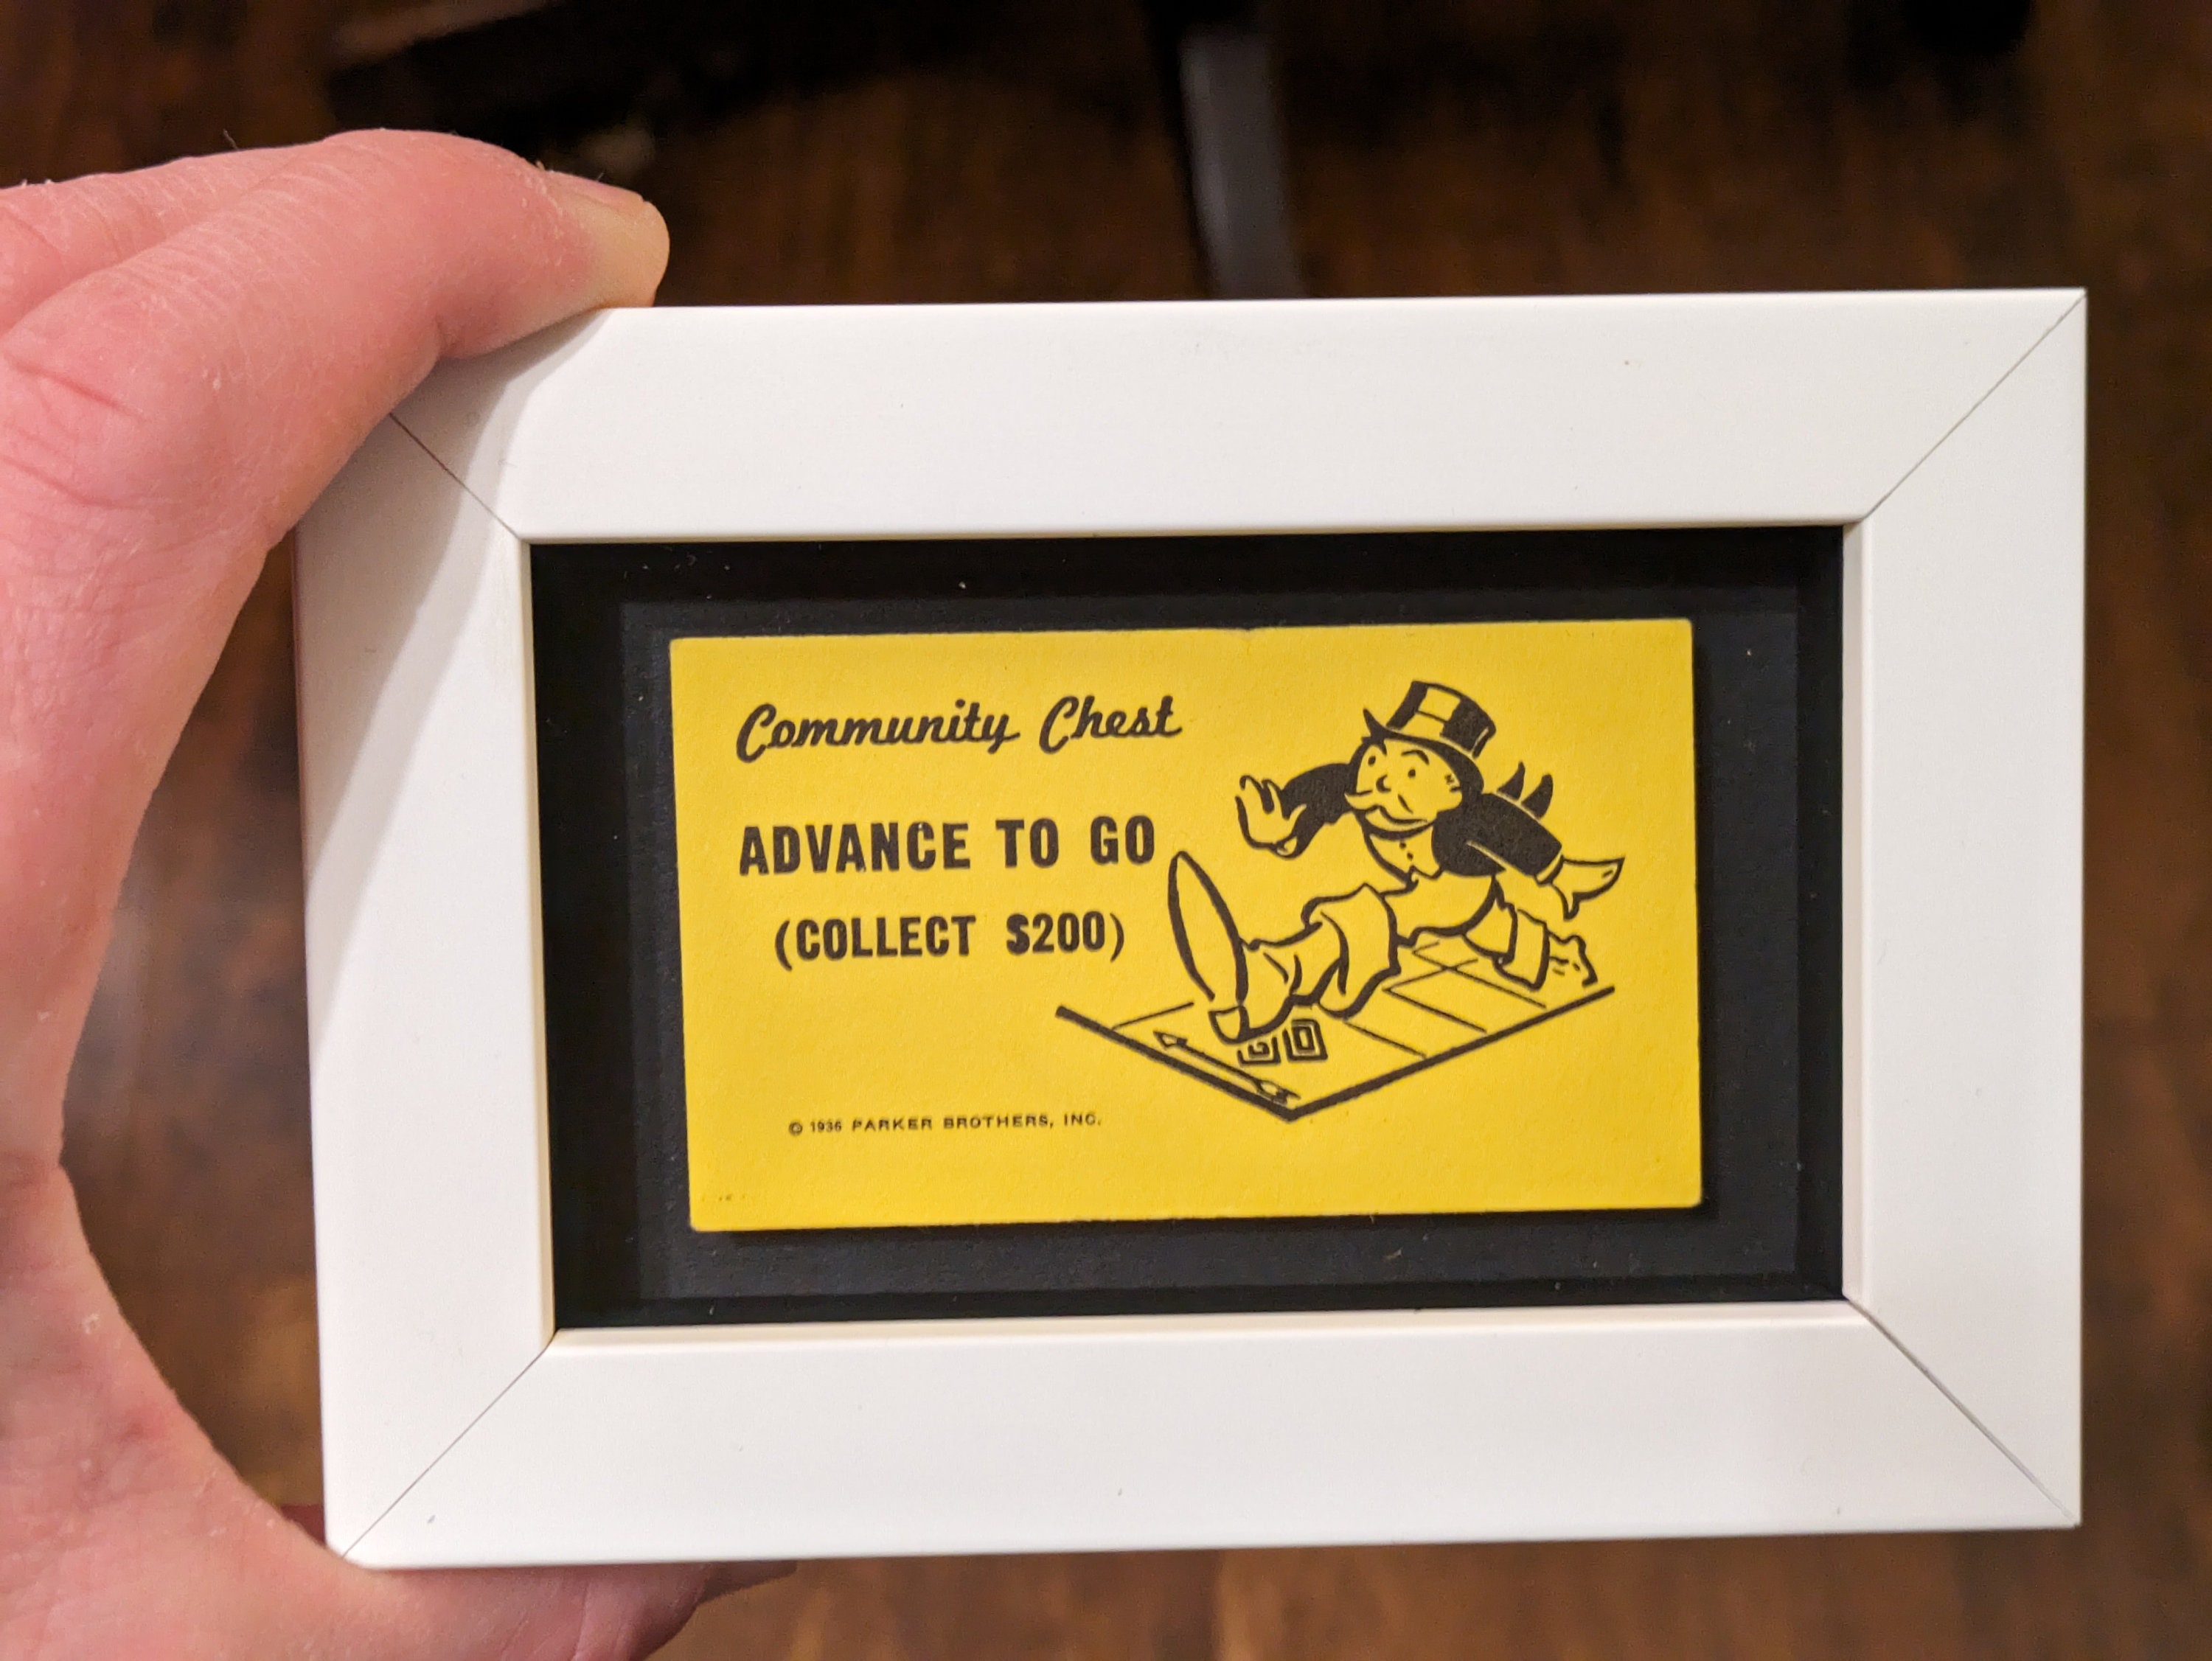 Community Chest
ADVANCE TO GO
(COLLECT $200)
GO
© 1936 PARKER BROTHERS, INC.